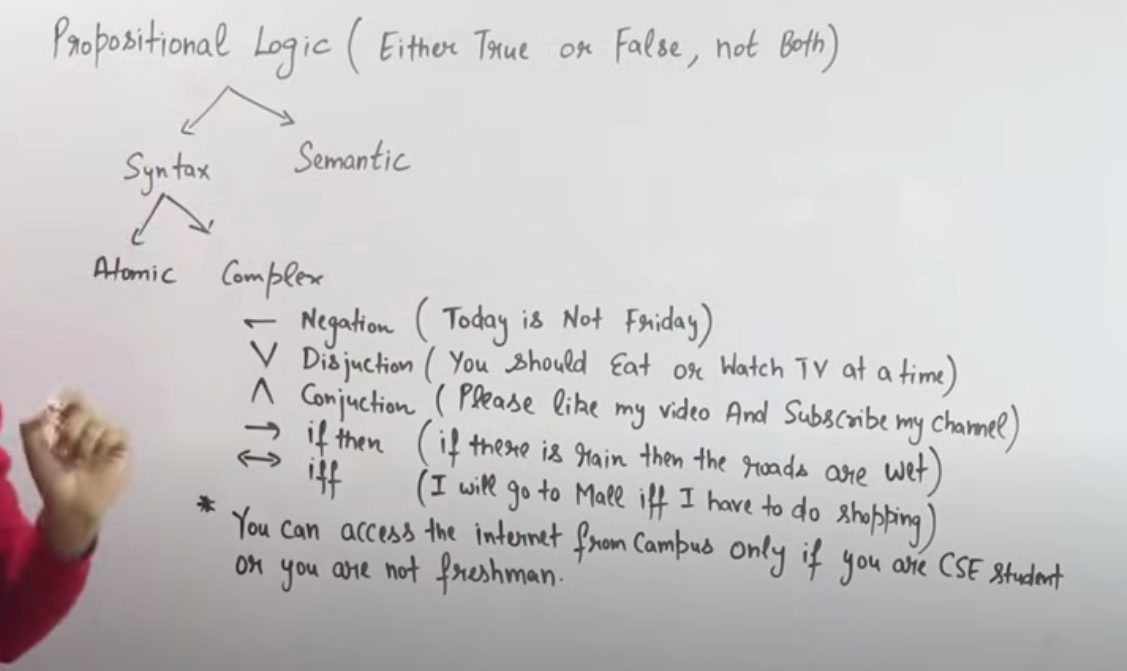 Propositional Logic ( Either True or False, not Both)
Syntax Semantic
Atomic Complex
← Negation ( Today is Not Friday)
∨ Disjuction ( You should Eat or Watch TV at a time)
∧ Conjuction ( Please like my video And Subscribe my channel)
→ if then (if there is rain then the roads are wet)
↔ iff (I will go to Mall iff I have to do shopping)
* You can access the internet from Campus only if you are CSE student
or you are not freshman.